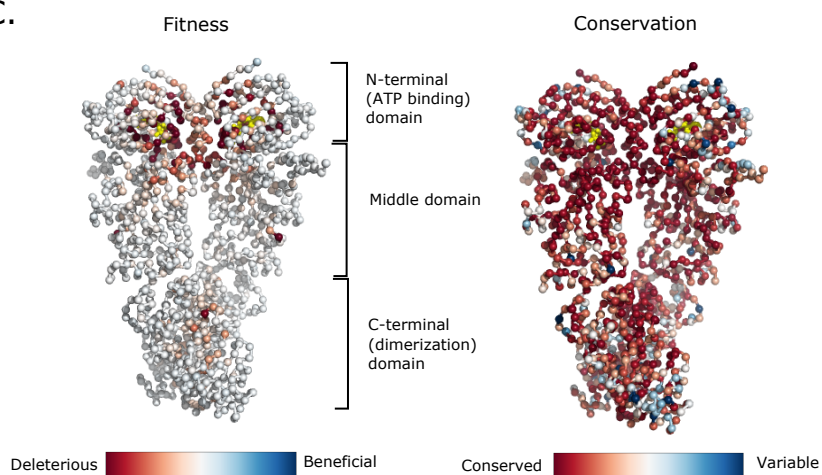 c.
Fitness
Conservation
N-terminal
(ATP binding)
domain
Middle domain
C-terminal
(dimerization)
domain
Deleterious
Beneficial
Conserved
Variable